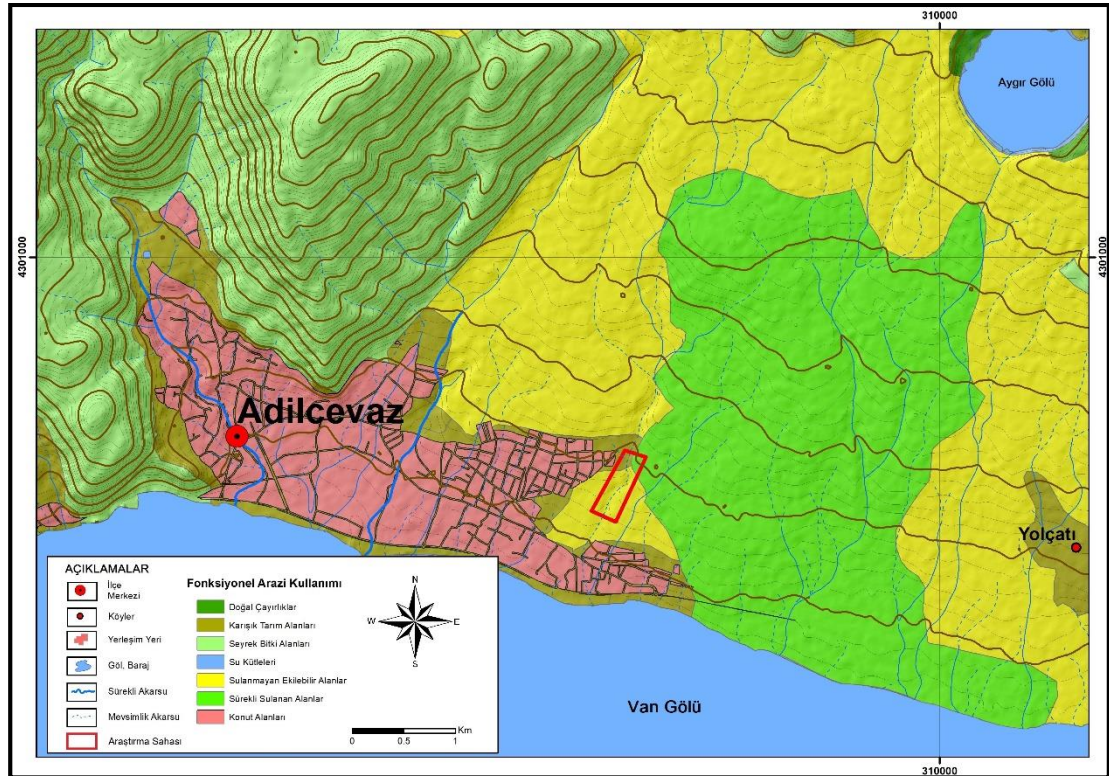 310000
Aygır Gölü
4301000
4301000
Adilcevaz
Yolçatı
Van Gölü
AÇIKLAMALAR
İlçe
Merkezi
Köyler
Yerleşim Yeri
Göl, Baraj
Sürekli Akarsu
Mevsimlik Akarsu
Araştırma Sahası
Fonksiyonel Arazi Kullanımı
Doğal Çayırlıklar
Karışık Tarım Alanları
Seyrek Bitki Alanları
Su Kütleleri
Sulanmayan Ekilebilir Alanlar
Sürekli Sulanan Alanlar
Konut Alanları
N
W
E
S
Km
0 0.5 1
310000